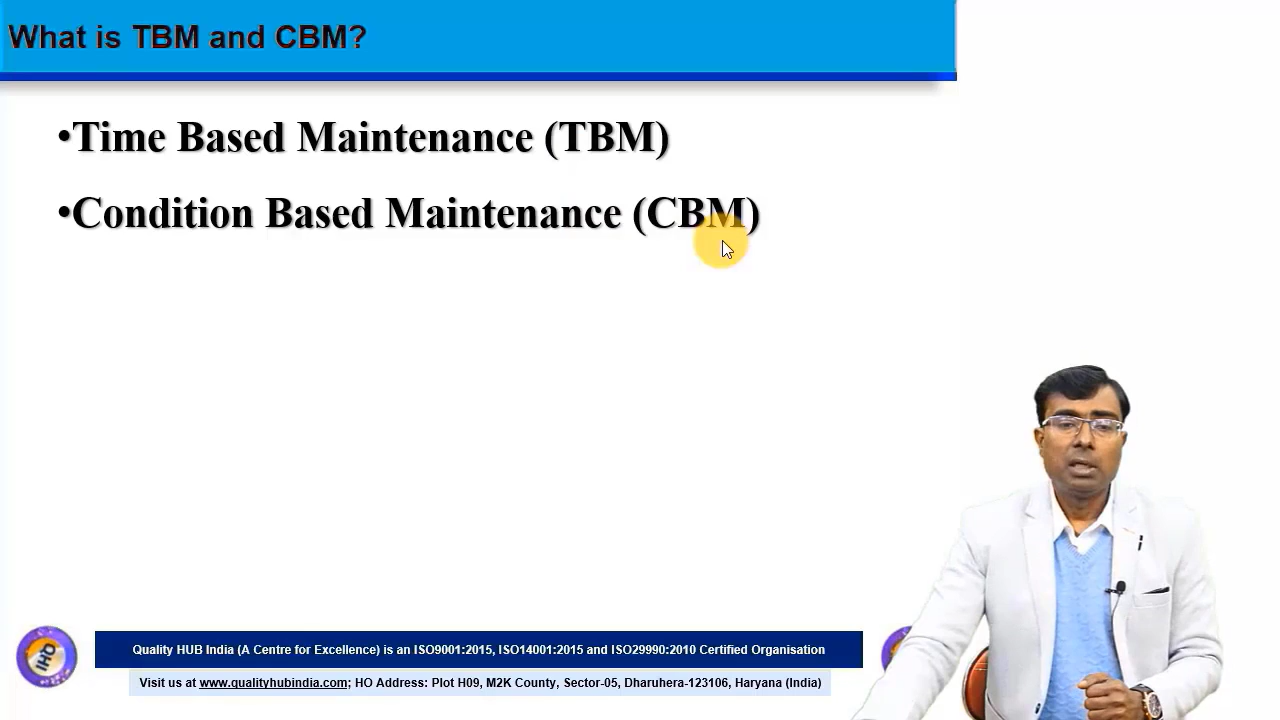 What is TBM and CBM?
•Time Based Maintenance (TBM)
•Condition Based Maintenance (CBM)
QHI
Quality HUB India (A Centre for Excellence) is an ISO9001:2015, ISO14001:2015 and ISO29990:2010 Certified Organisation
Visit us at www.qualityhubindia.com; HO Address: Plot H09, M2K County, Sector-05, Dharuhera-123106, Haryana (India)